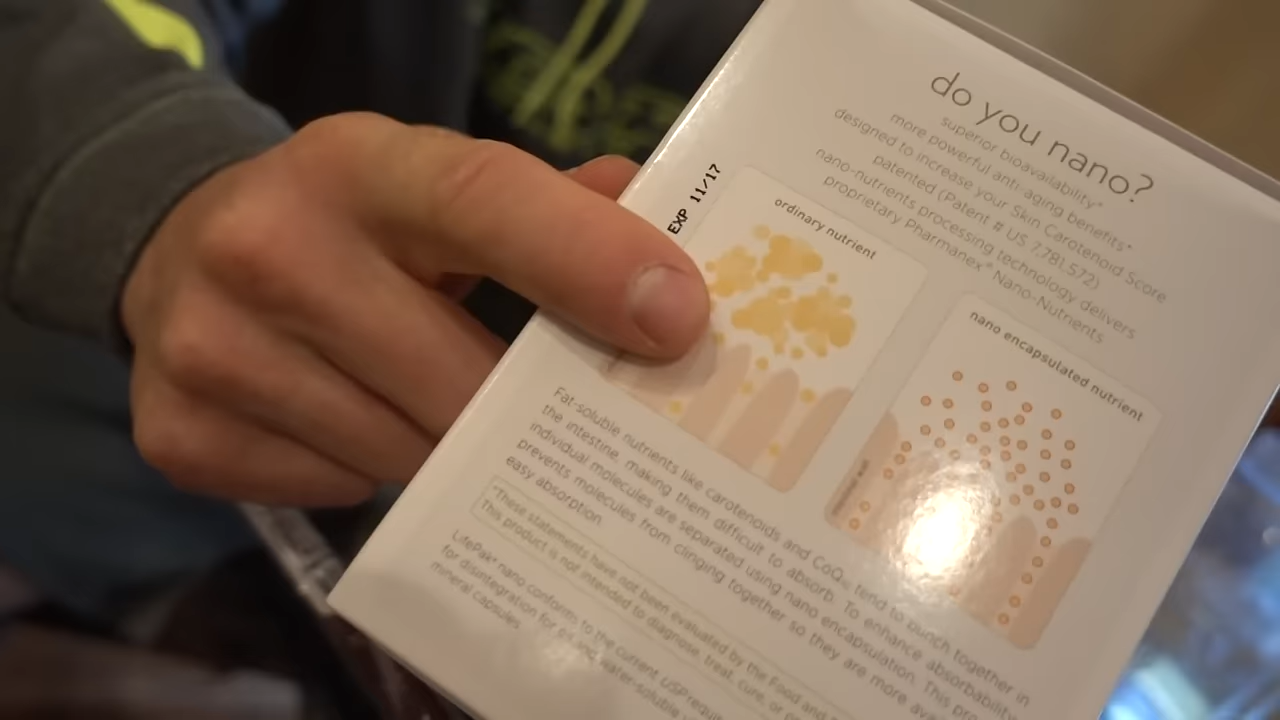 do you nano?
superior bioavailability*
more powerful anti-aging benefits*
designed to increase your Skin Carotenoid Score
patented (Patent # US 7,781,572)
nano-nutrients processing technology delivers
proprietary Pharmanex® Nano-Nutrients
EXP 11/17
ordinary nutrient
nano encapsulated nutrient
Fat-soluble nutrients like carotenoids and CoQ₁₀ tend to bunch together in
the intestine, making them difficult to absorb. To enhance absorbability,
individual molecules are separated using nano encapsulation. This pro
prevents molecules from clinging together so they are more avai
easy absorption.
*These statements have not been evaluated by the Food and
This product is not intended to diagnose, treat, cure, or pr
LifePak® nano conforms to the current USP requir
for disintegration for oil and water-soluble
mineral capsules.